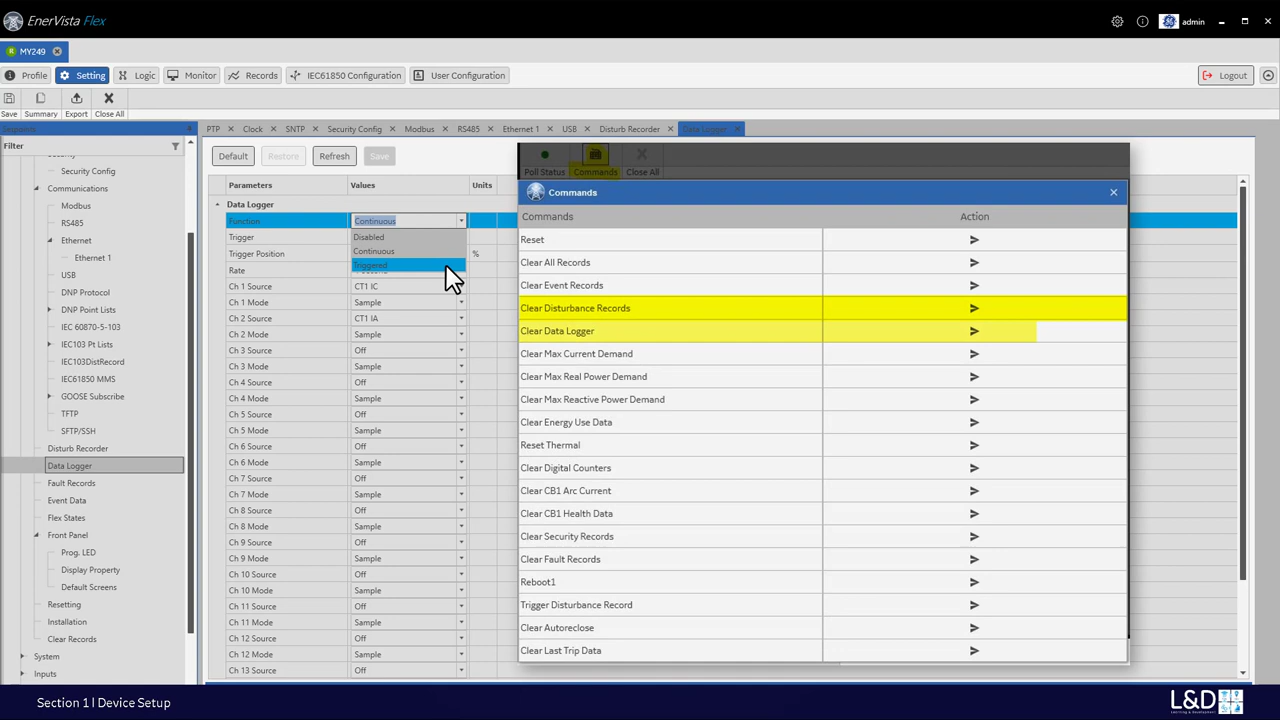 EnerVista Flex
admin
R MY249
Profile Setting Logic Monitor Records IEC61850 Configuration User Configuration Logout
Save Summary Export Close All
Setpoints
PTP Clock SNTP Security Config Modbus RS485 Ethernet 1 USB Disturb Recorder Data Logger
Filter
Security
Security Config
Communications
Modbus
RS485
Ethernet
Ethernet 1
USB
DNP Protocol
DNP Point Lists
IEC 60870-5-103
IEC103 Pt Lists
IEC103DistRecord
IEC61850 MMS
GOOSE Subscribe
TFTP
SFTP/SSH
Disturb Recorder
Data Logger
Fault Records
Event Data
Flex States
Front Panel
Prog. LED
Display Property
Default Screens
Resetting
Installation
Clear Records
System
Inputs
Default Restore Refresh Save
Parameters Values Units
Data Logger
Function Continuous
Disabled
Continuous
Triggered
Trigger
Trigger Position %
Rate
Ch 1 Source CT1 IC
Ch 1 Mode Sample
Ch 2 Source CT1 IA
Ch 2 Mode Sample
Ch 3 Source Off
Ch 3 Mode Sample
Ch 4 Source Off
Ch 4 Mode Sample
Ch 5 Source Off
Ch 5 Mode Sample
Ch 6 Source Off
Ch 6 Mode Sample
Ch 7 Source Off
Ch 7 Mode Sample
Ch 8 Source Off
Ch 8 Mode Sample
Ch 9 Source Off
Ch 9 Mode Sample
Ch 10 Source Off
Ch 10 Mode Sample
Ch 11 Source Off
Ch 11 Mode Sample
Ch 12 Source Off
Ch 12 Mode Sample
Ch 13 Source Off
Poll Status Commands Close All
Commands
Commands Action
Reset
Clear All Records
Clear Event Records
Clear Disturbance Records
Clear Data Logger
Clear Max Current Demand
Clear Max Real Power Demand
Clear Max Reactive Power Demand
Clear Energy Use Data
Reset Thermal
Clear Digital Counters
Clear CB1 Arc Current
Clear CB1 Health Data
Clear Security Records
Clear Fault Records
Reboot1
Trigger Disturbance Record
Clear Autoreclose
Clear Last Trip Data
Section 1 | Device Setup
L&D
Learning & Development